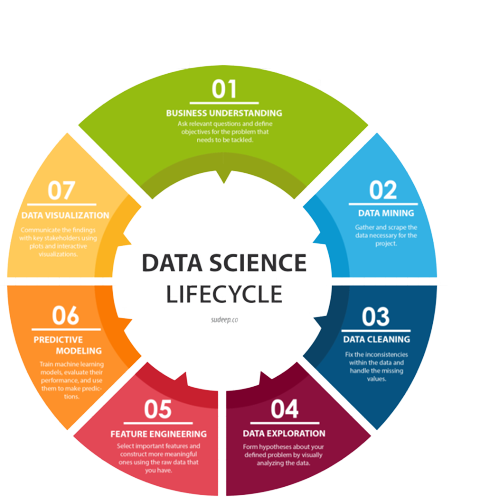 01
BUSINESS UNDERSTANDING
Ask relevant questions and define
objectives for the problem that
needs to be tackled.
02
DATA MINING
Gather and scrape the
data necessary for the
project.
03
DATA CLEANING
Fix the inconsistencies
within the data and
handle the missing
values.
04
DATA EXPLORATION
Form hypotheses about your
defined problem by visually
analyzing the data.
05
FEATURE ENGINEERING
Select important features and
construct more meaningful
ones using the raw data that
you have.
06
PREDICTIVE
MODELING
Train machine learning
models, evaluate their
performance, and use
them to make predic-
tions.
07
DATA VISUALIZATION
Communicate the findings
with key stakeholders using
plots and interactive
visualizations.
DATA SCIENCE
LIFECYCLE
sudeep.co